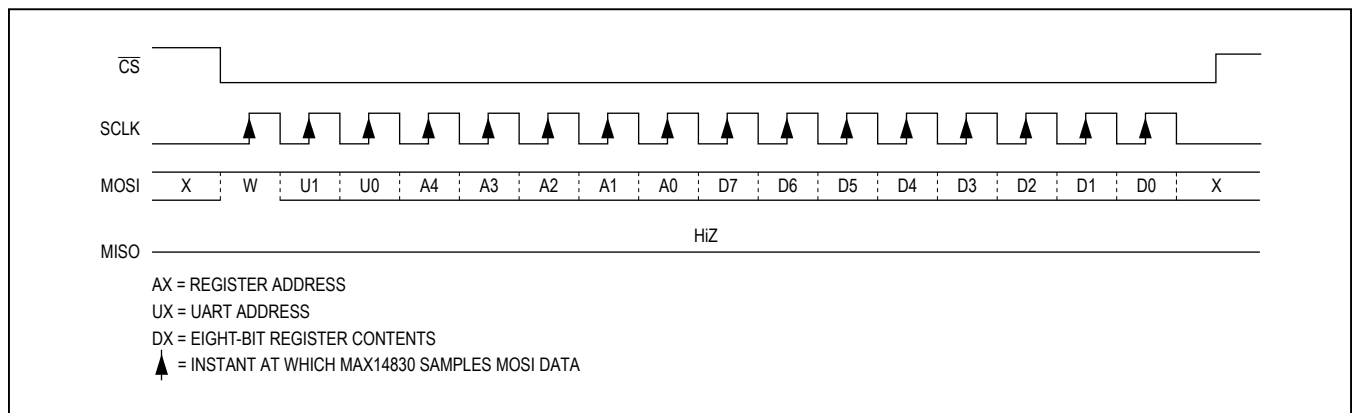 CS
SCLK
MOSI X W U1 U0 A4 A3 A2 A1 A0 D7 D6 D5 D4 D3 D2 D1 D0 X
HiZ
MISO
AX = REGISTER ADDRESS
UX = UART ADDRESS
DX = EIGHT-BIT REGISTER CONTENTS
= INSTANT AT WHICH MAX14830 SAMPLES MOSI DATA